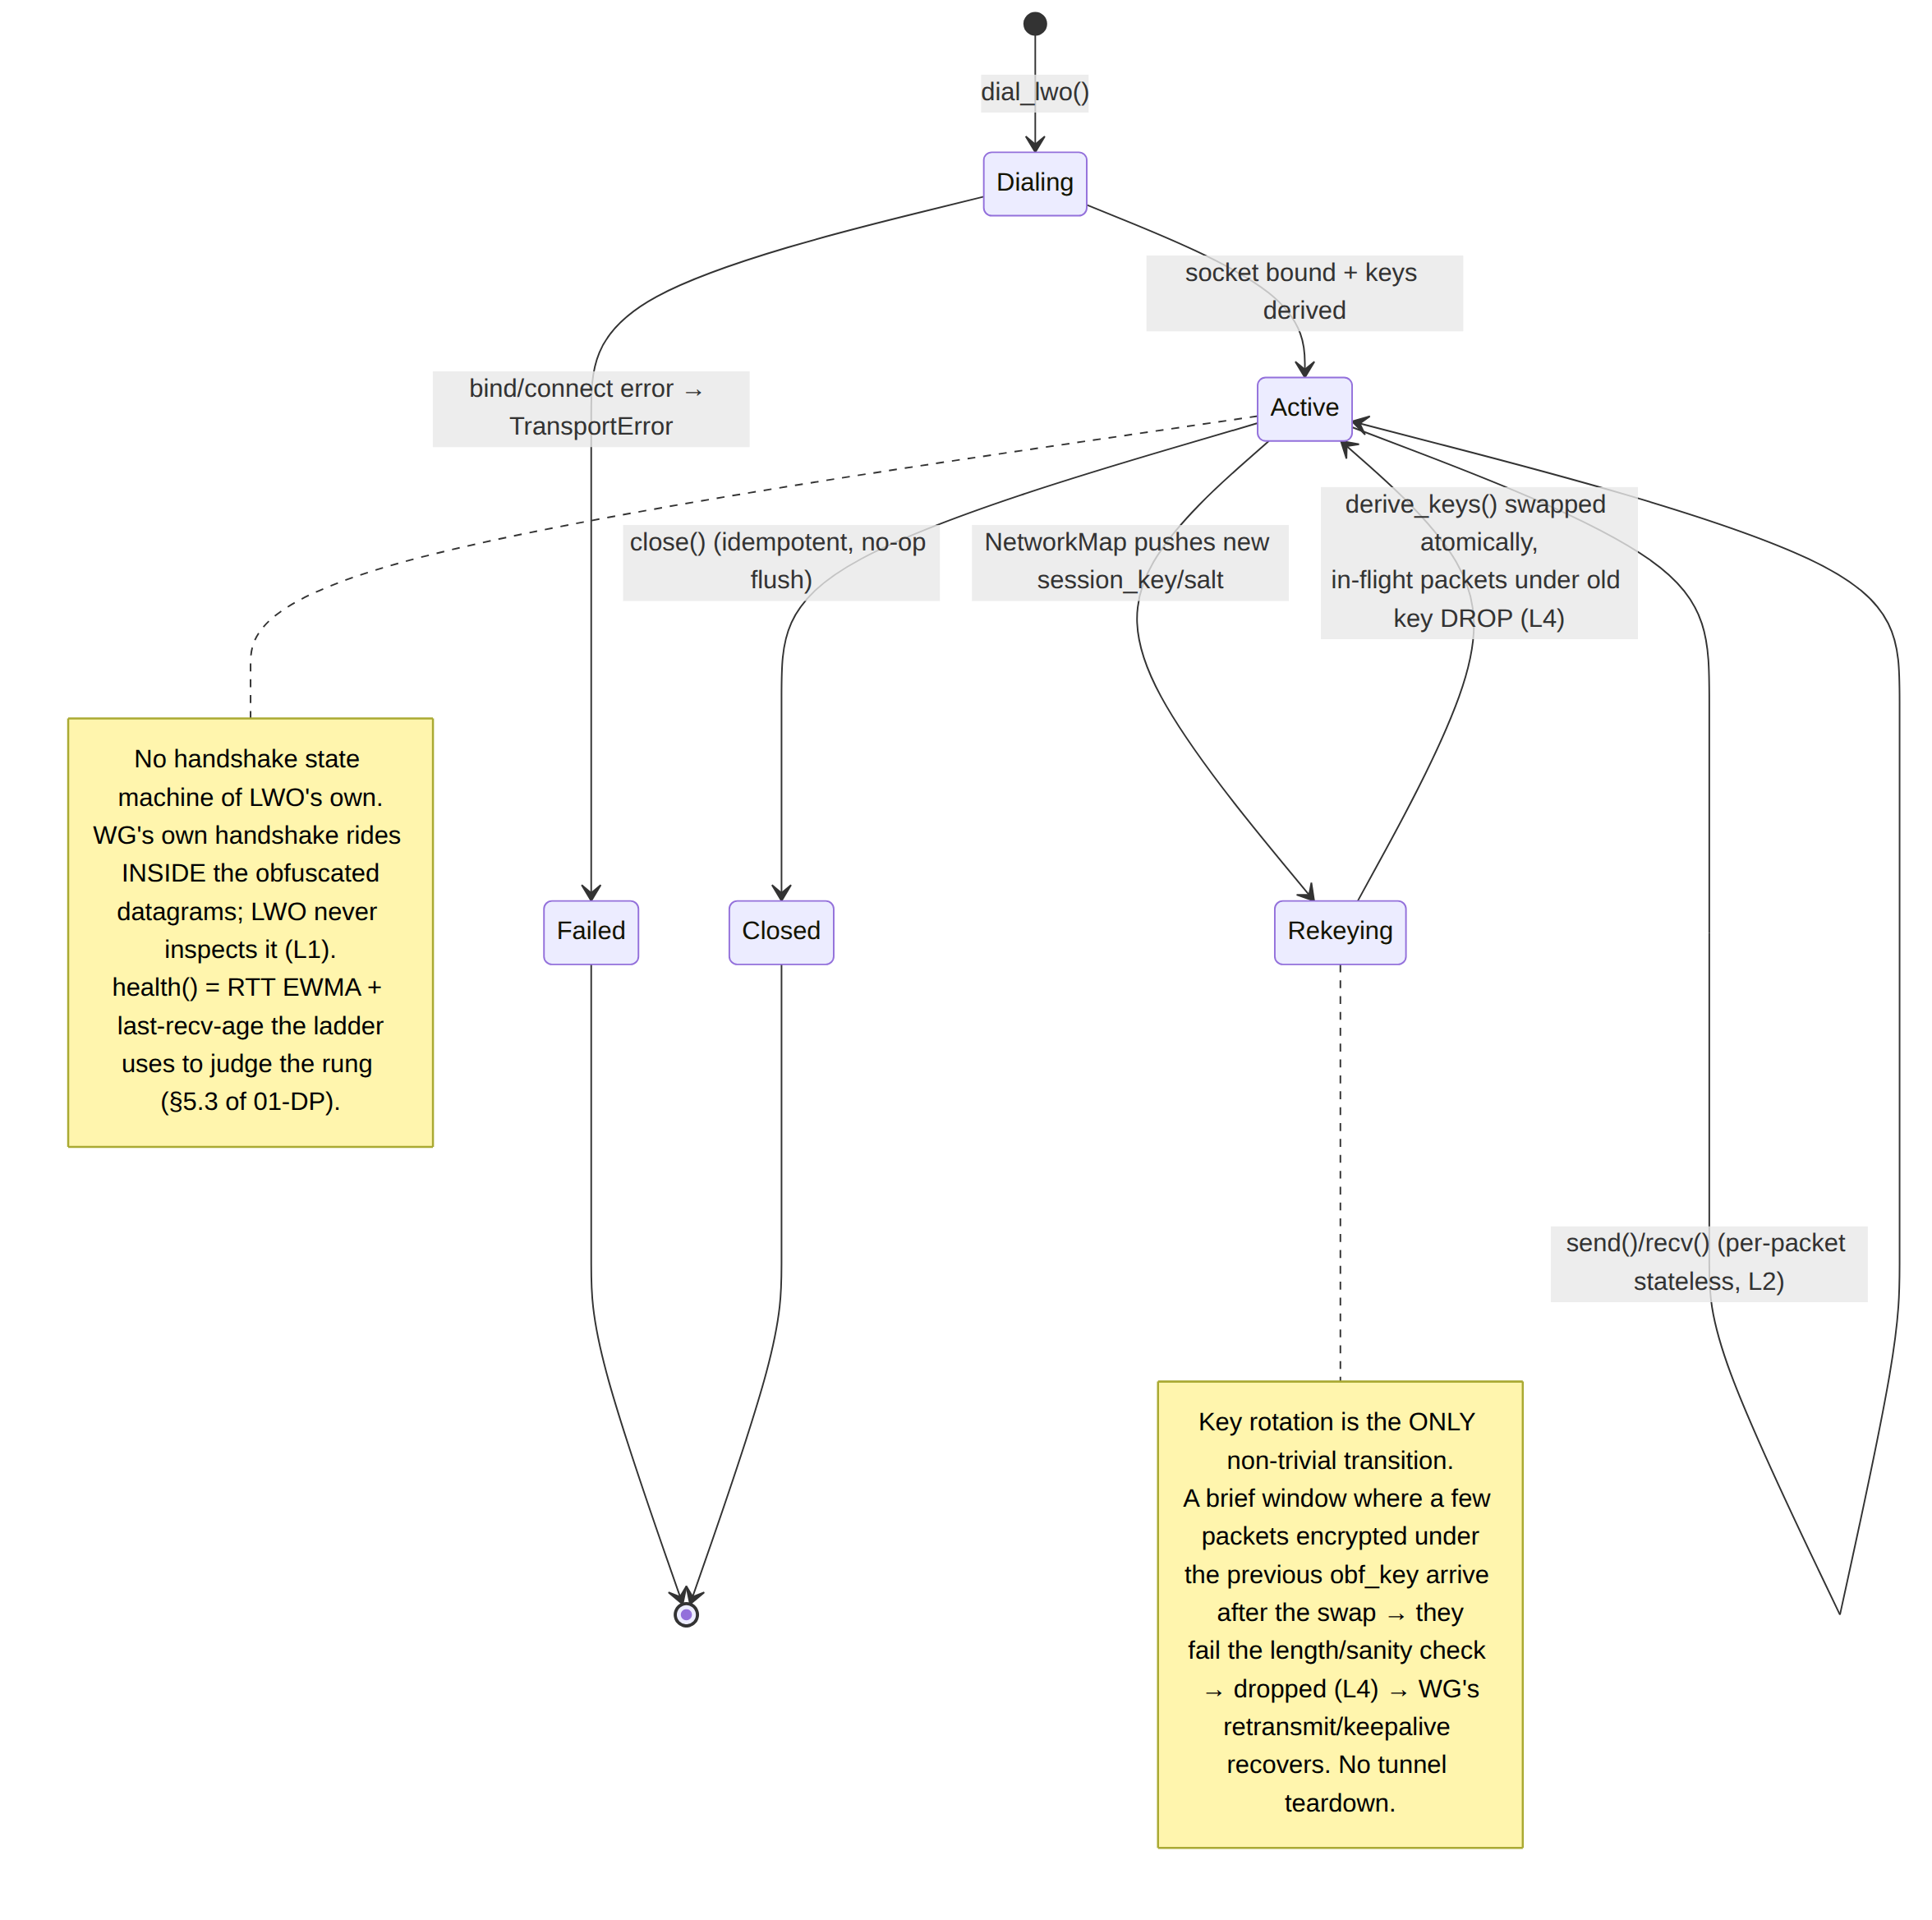 dial_lwo()
Dialing
socket bound + keys
derived
bind/connect error →
TransportError
Active
derive_keys() swapped
atomically,
in-flight packets under old
key DROP (L4)
close() (idempotent, no-op
flush)
NetworkMap pushes new
session_key/salt
No handshake state
machine of LWO's own.
WG's own handshake rides
INSIDE the obfuscated
datagrams; LWO never
inspects it (L1).
health() = RTT EWMA +
last-recv-age the ladder
uses to judge the rung
(§5.3 of 01-DP).
Failed
Closed
Rekeying
send()/recv() (per-packet
stateless, L2)
Key rotation is the ONLY
non-trivial transition.
A brief window where a few
packets encrypted under
the previous obf_key arrive
after the swap → they
fail the length/sanity check
→ dropped (L4) → WG's
retransmit/keepalive
recovers. No tunnel
teardown.